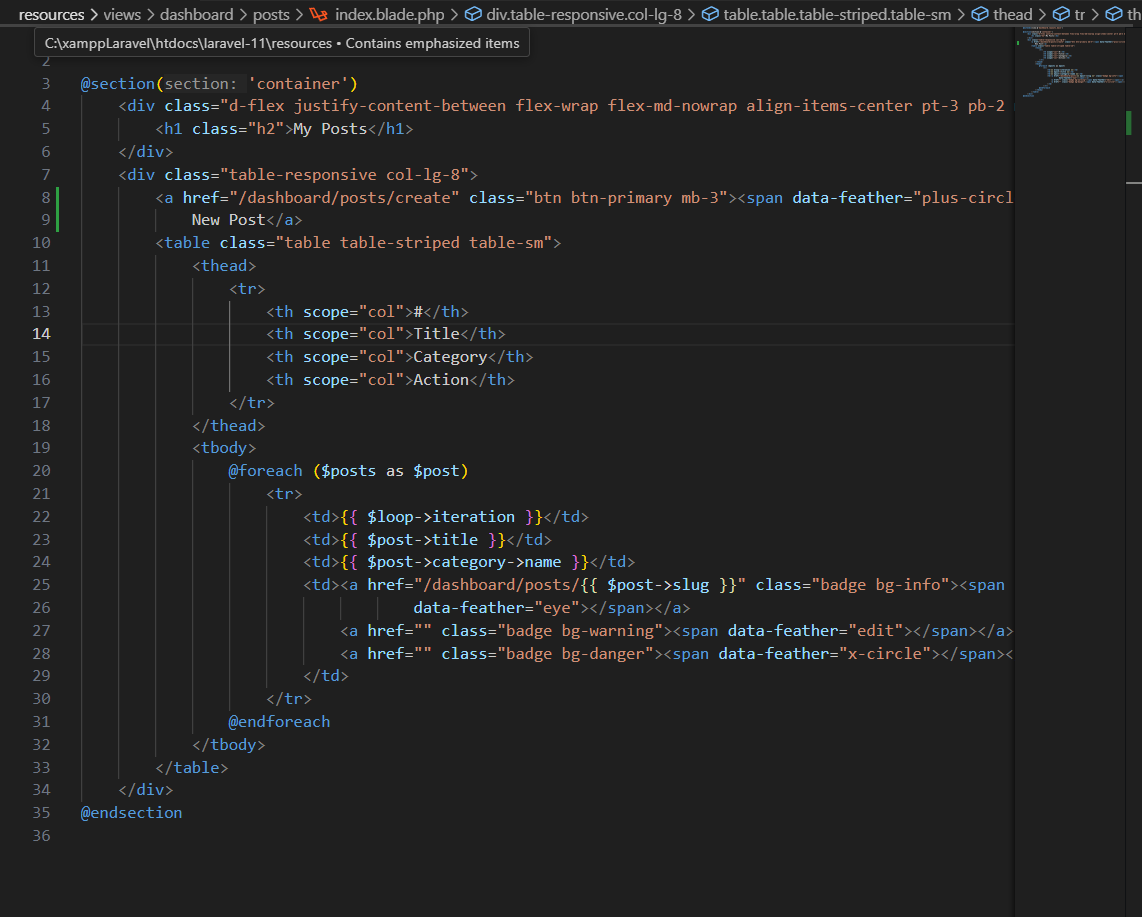 resources > views > dashboard > posts > index.blade.php > div.table-responsive.col-lg-8 > table.table.table-striped.table-sm > thead > tr > th
C:\xamppLaravel\htdocs\laravel-11\resources • Contains emphasized items
2
3 @section(section: 'container')
4 <div class="d-flex justify-content-between flex-wrap flex-md-nowrap align-items-center pt-3 pb-2
5 <h1 class="h2">My Posts</h1>
6 </div>
7 <div class="table-responsive col-lg-8">
8 <a href="/dashboard/posts/create" class="btn btn-primary mb-3"><span data-feather="plus-circl
9 New Post</a>
10 <table class="table table-striped table-sm">
11 <thead>
12 <tr>
13 <th scope="col">#</th>
14 <th scope="col">Title</th>
15 <th scope="col">Category</th>
16 <th scope="col">Action</th>
17 </tr>
18 </thead>
19 <tbody>
20 @foreach ($posts as $post)
21 <tr>
22 <td>{{ $loop->iteration }}</td>
23 <td>{{ $post->title }}</td>
24 <td>{{ $post->category->name }}</td>
25 <td><a href="/dashboard/posts/{{ $post->slug }}" class="badge bg-info"><span
26 data-feather="eye"></span></a>
27 <a href="" class="badge bg-warning"><span data-feather="edit"></span></a>
28 <a href="" class="badge bg-danger"><span data-feather="x-circle"></span><
29 </td>
30 </tr>
31 @endforeach
32 </tbody>
33 </table>
34 </div>
35 @endsection
36